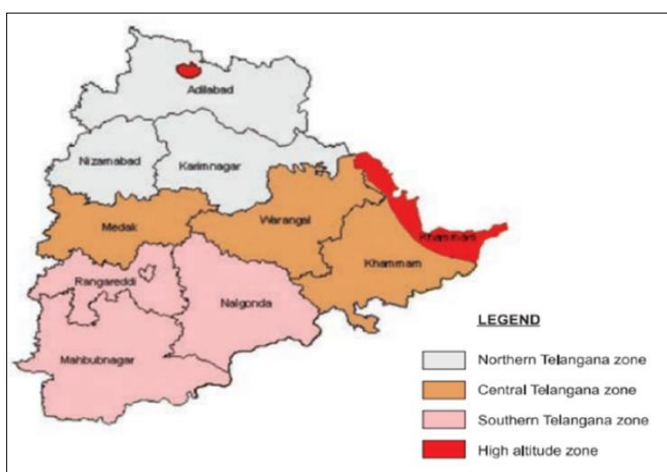 Adilabad
Nizamabad
Karimnagar
Medak
Warangal
Khammam
Khammam
Rangareddi
Nalgonda
Mahbubnagar
LEGEND
Northern Telangana zone
Central Telangana zone
Southern Telangana zone
High altitude zone